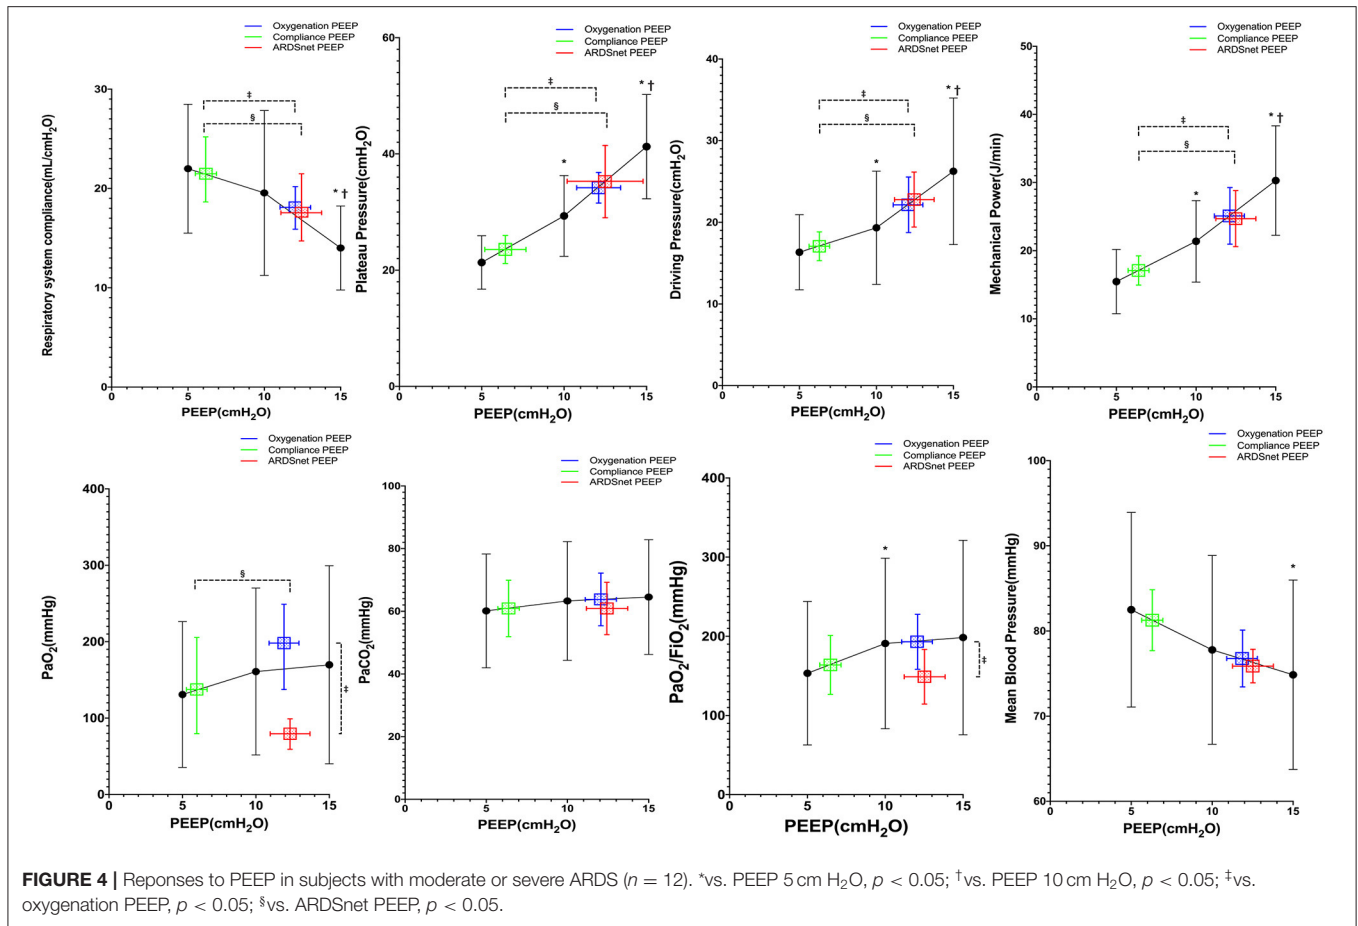 Oxygenation PEEP
Compliance PEEP
ARDSnet PEEP
Respiratory system compliance(mL/cmH₂O)
30
20
10
0
‡
§
* †
0
5
10
15
PEEP(cmH₂O)
Oxygenation PEEP
Compliance PEEP
ARDSnet PEEP
Plateau Pressure(cmH₂O)
60
40
20
0
‡
§
*
* †
0
5
10
15
PEEP(cmH₂O)
Oxygenation PEEP
Compliance PEEP
ARDSnet PEEP
Driving Pressure(cmH₂O)
40
30
20
10
0
‡
§
*
* †
0
5
10
15
PEEP(cmH₂O)
Oxygenation PEEP
Compliance PEEP
ARDSnet PEEP
Mechanical Power(J/min)
50
40
30
20
10
0
‡
§
*
* †
0
5
10
15
PEEP(cmH₂O)
Oxygenation PEEP
Compliance PEEP
ARDSnet PEEP
PaO₂(mmHg)
400
300
200
100
0
§
‡
0
5
10
15
PEEP(cmH₂O)
Oxygenation PEEP
Compliance PEEP
ARDSnet PEEP
PaCO₂(mmHg)
100
80
60
40
20
0
0
5
10
15
PEEP(cmH₂O)
Oxygenation PEEP
Compliance PEEP
ARDSnet PEEP
PaO₂/FiO₂(mmHg)
400
300
200
100
0
*
‡
0
5
10
15
PEEP(cmH₂O)
Oxygenation PEEP
Compliance PEEP
ARDSnet PEEP
Mean Blood Pressure(mmHg)
100
90
80
70
60
*
0
5
10
15
PEEP(cmH₂O)
FIGURE 4 | Reponses to PEEP in subjects with moderate or severe ARDS (n = 12). *vs. PEEP 5 cm H₂O, p < 0.05; †vs. PEEP 10 cm H₂O, p < 0.05; ‡vs.
oxygenation PEEP, p < 0.05; §vs. ARDSnet PEEP, p < 0.05.